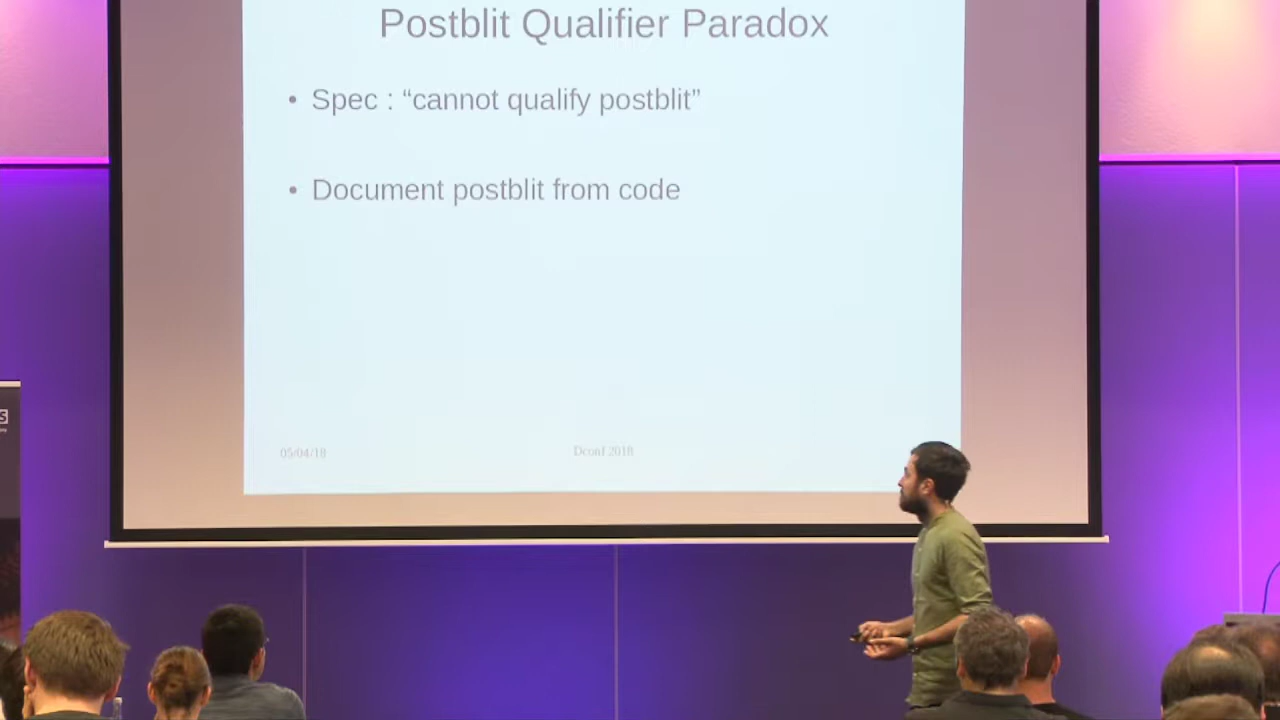 Postblit Qualifier Paradox
• Spec : “cannot qualify postblit”
• Document postblit from code
05/04/18
Dconf 2018
S